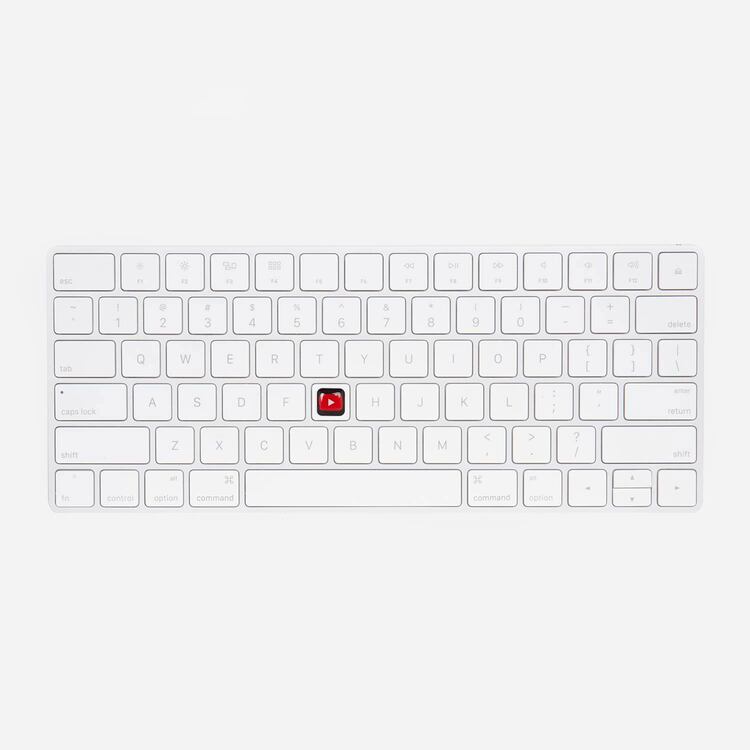 esc F1 F2 F3 F4 F5 F6 F7 F8 F9 F10 F11 F12
~ ! @ # $ % ^ & * ( ) — +
` 1 2 3 4 5 6 7 8 9 0 - = delete
tab Q W E R T Y U I O P { [ } ] | \
caps lock A S D F H J K L : ; " ' enter return
shift Z X C V B N M < , > . ? / shift
fn control alt option ⌘ command ⌘ command alt option ◄ ▲ ▼ ►